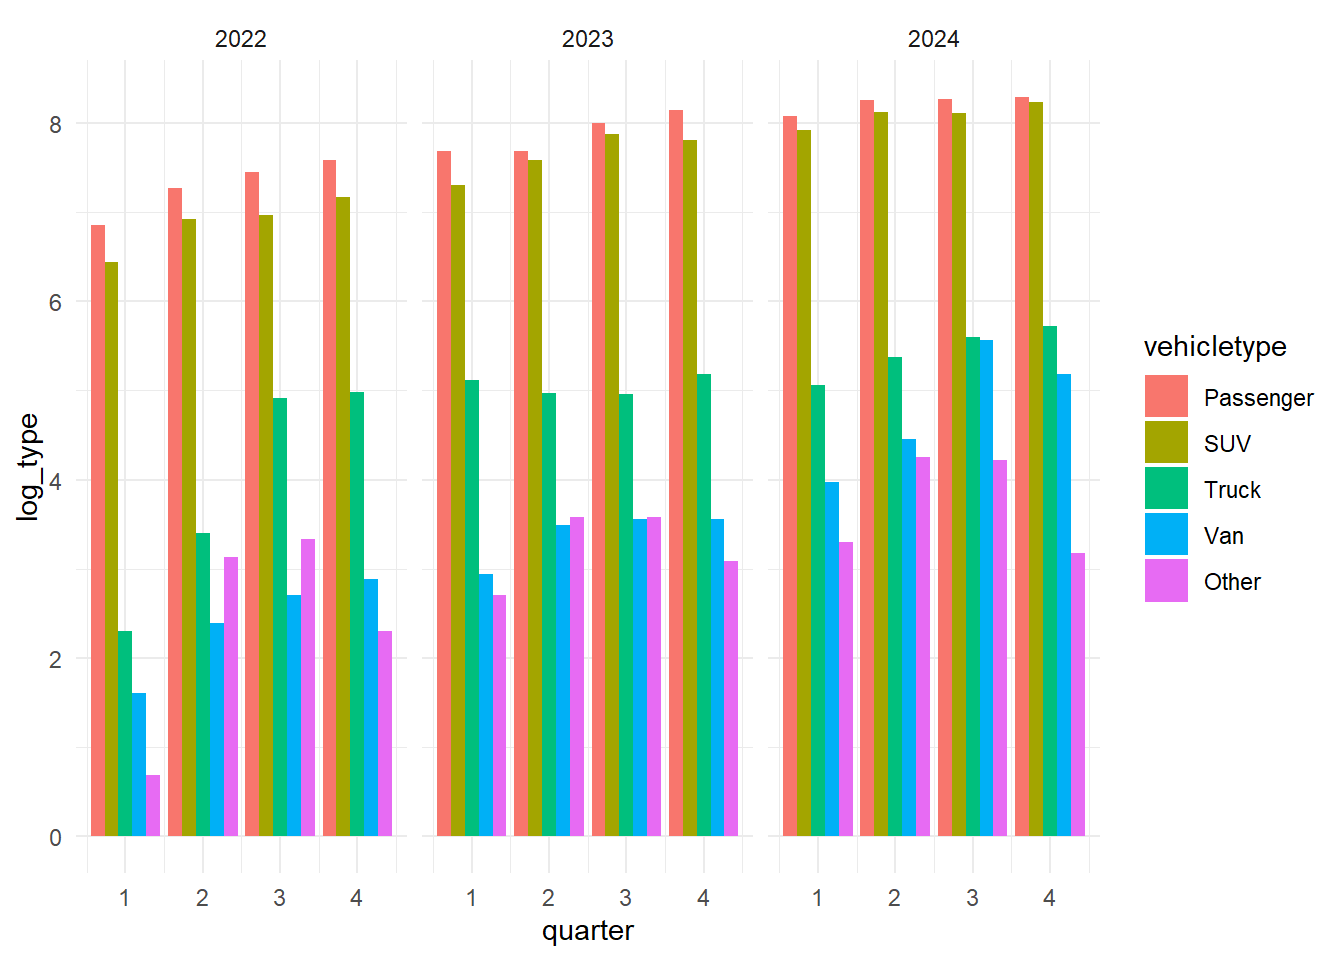 2022 2023 2024
8
6
4
2
0
log_type
1 2 3 4 1 2 3 4 1 2 3 4
quarter
vehicletype
Passenger
SUV
Truck
Van
Other